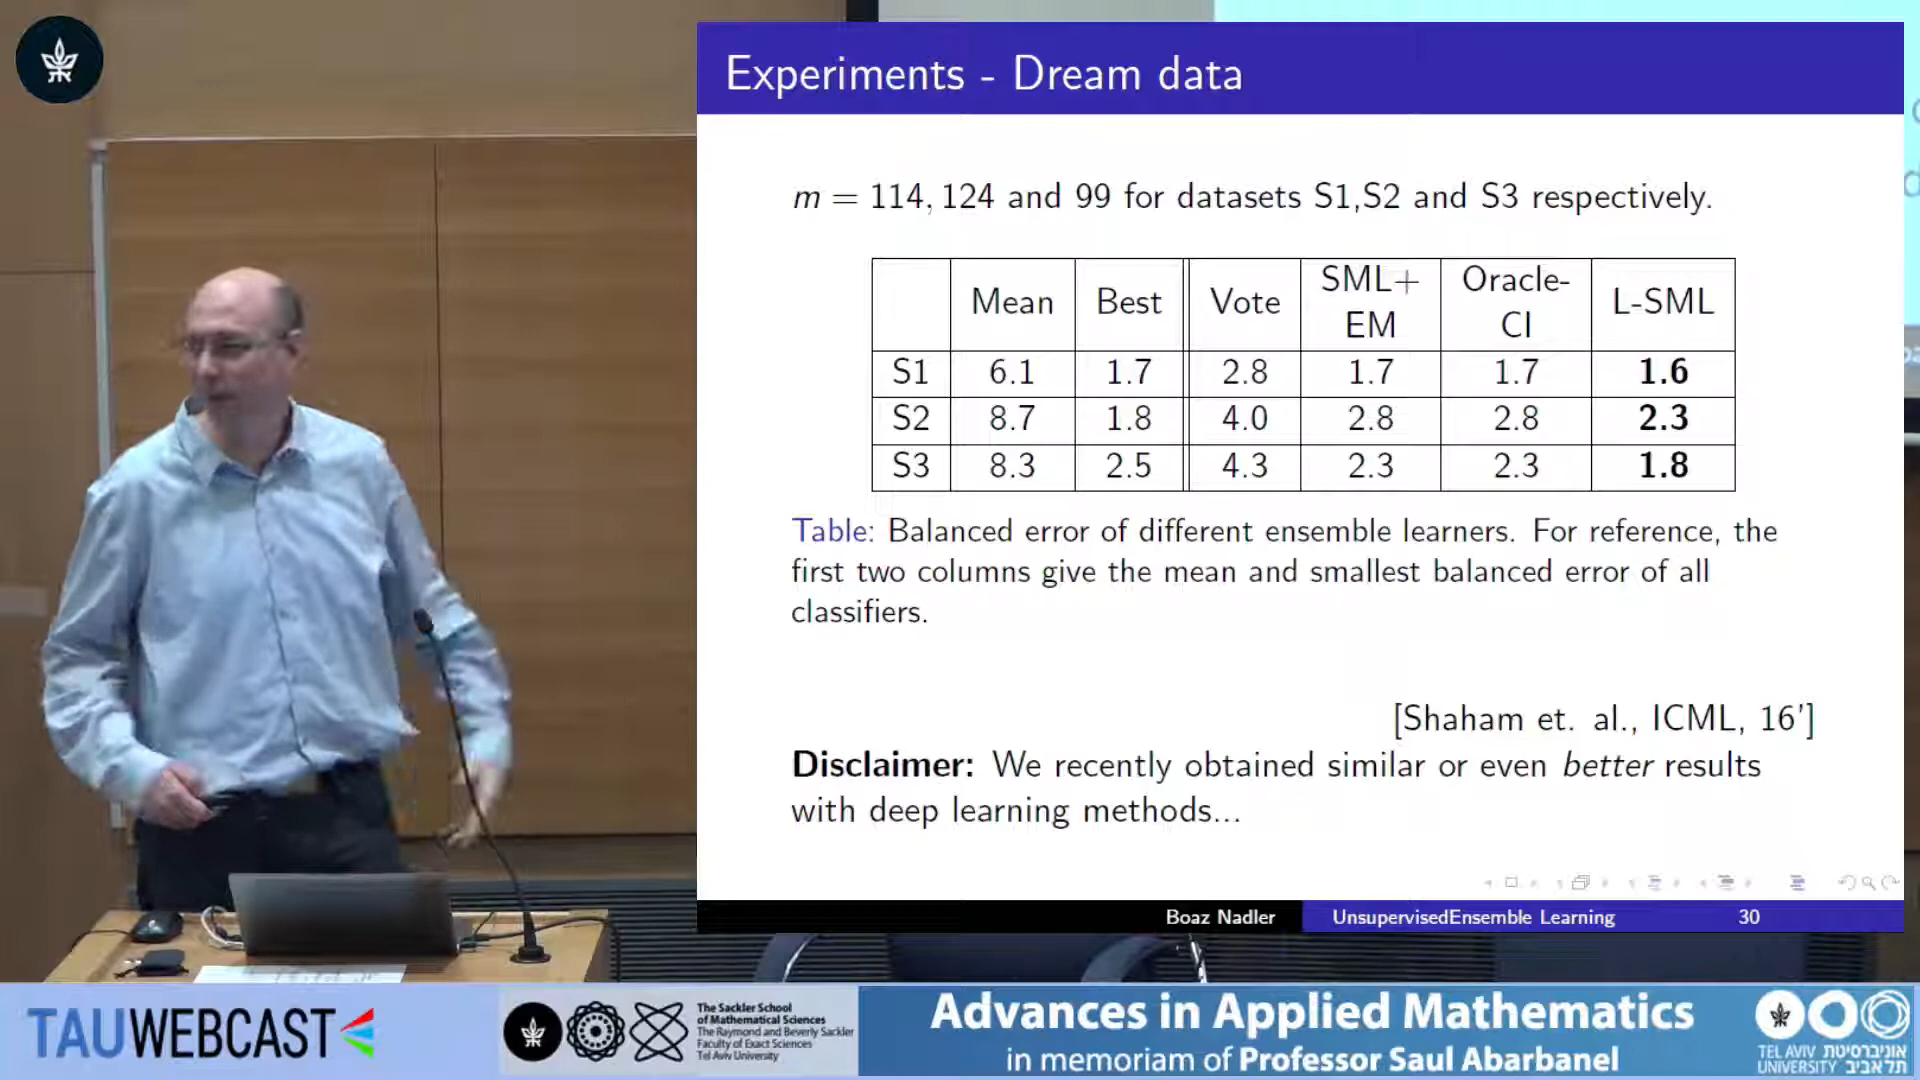 Experiments - Dream data
m = 114, 124 and 99 for datasets S1,S2 and S3 respectively.
Mean Best Vote SML+ EM Oracle-CI L-SML
S1 6.1 1.7 2.8 1.7 1.7 1.6
S2 8.7 1.8 4.0 2.8 2.8 2.3
S3 8.3 2.5 4.3 2.3 2.3 1.8
Table: Balanced error of different ensemble learners. For reference, the
first two columns give the mean and smallest balanced error of all
classifiers.
[Shaham et. al., ICML, 16']
Disclaimer: We recently obtained similar or even better results
with deep learning methods...
Boaz Nadler UnsupervisedEnsemble Learning 30
TAUWEBCAST
The Sackler School
of Mathematical Sciences
The Raymond and Beverly Sackler
Faculty of Exact Sciences
Tel Aviv University
Advances in Applied Mathematics
in memoriam of Professor Saul Abarbanel
TEL AVIV אוניברסיטת
UNIVERSITY תל אביב